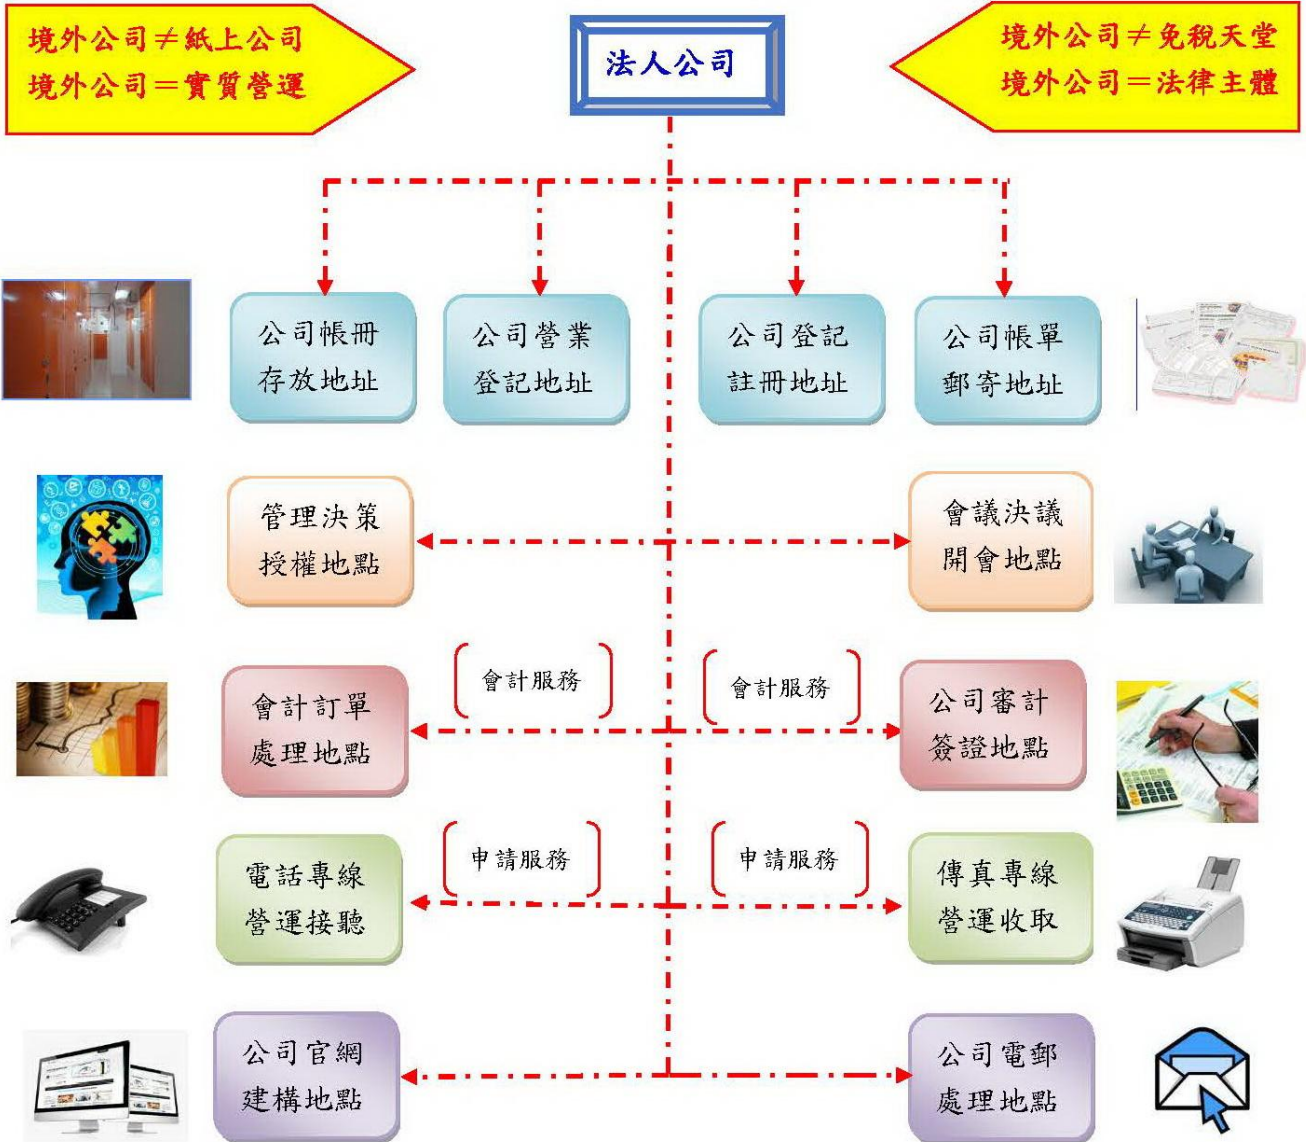 境外公司≠紙上公司
境外公司＝實質營運
法人公司
境外公司≠免稅天堂
境外公司＝法律主體
公司帳冊
存放地址
公司營業
登記地址
公司登記
註冊地址
公司帳單
郵寄地址
管理決策
授權地點
會議決議
開會地點
會計服務
會計服務
會計訂單
處理地點
公司審計
簽證地點
申請服務
申請服務
電話專線
營運接聽
傳真專線
營運收取
公司官網
建構地點
公司電郵
處理地點